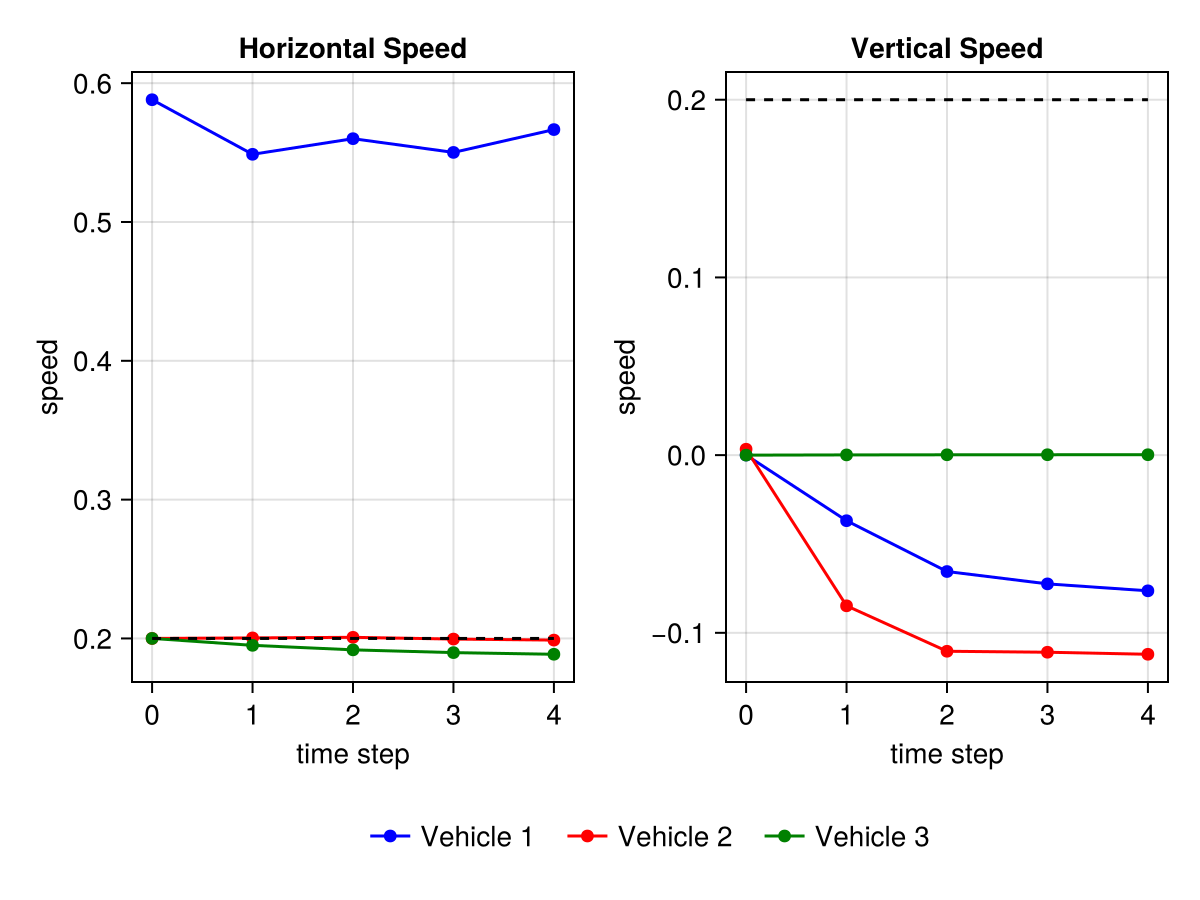 Horizontal Speed
0.6
0.5
0.4
0.3
0.2
speed
0 1 2 3 4
time step
Vertical Speed
0.2
0.1
0.0
−0.1
speed
0 1 2 3 4
time step
Vehicle 1 Vehicle 2 Vehicle 3